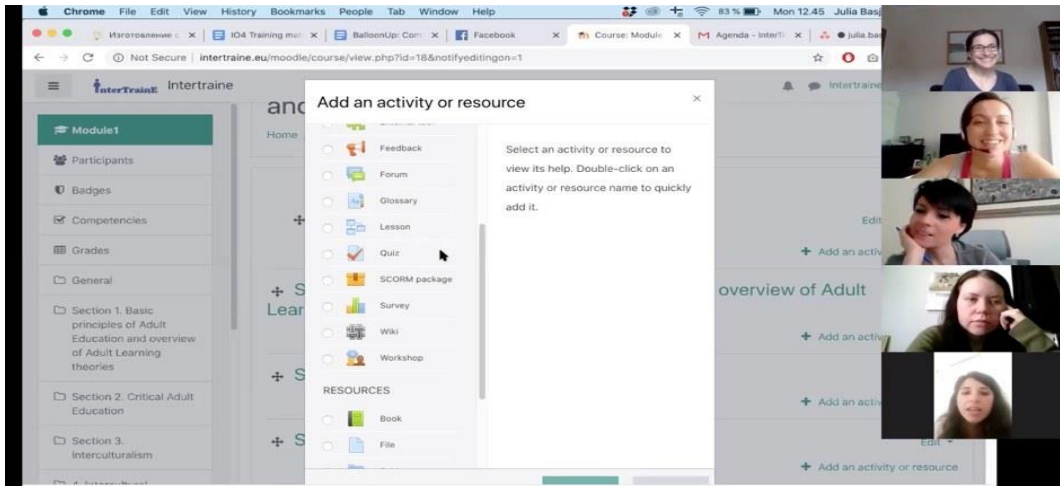 Chrome File Edit View History Bookmarks People Tab Window Help 83 % Mon 12.45 Julia Basj
Изготовление с IO4 Training mat BalloonUp: Com Facebook Course: Module Agenda - InterTr julia.bas
Not Secure intertraine.eu/moodle/course/view.php?id=18&notifyeditingon=1
InterTrainE Intertraine
Intertraine
and
Home
Module1
Participants
Badges
Competencies
Grades
General
Section 1. Basic
principles of Adult
Education and overview
of Adult Learning
theories
Section 2. Critical Adult
Education
Section 3.
Interculturalism
Add an activity or resource
Feedback
Forum
Glossary
Lesson
Quiz
SCORM package
Survey
Wiki
Workshop
RESOURCES
Book
File
Select an activity or resource to
view its help. Double-click on an
activity or resource name to quickly
add it.
Edit
+ Add an activ
S overview of Adult
Lear
+ Add an activ
S
+ Add an activ
S
Edit
+ Add an activity or resource